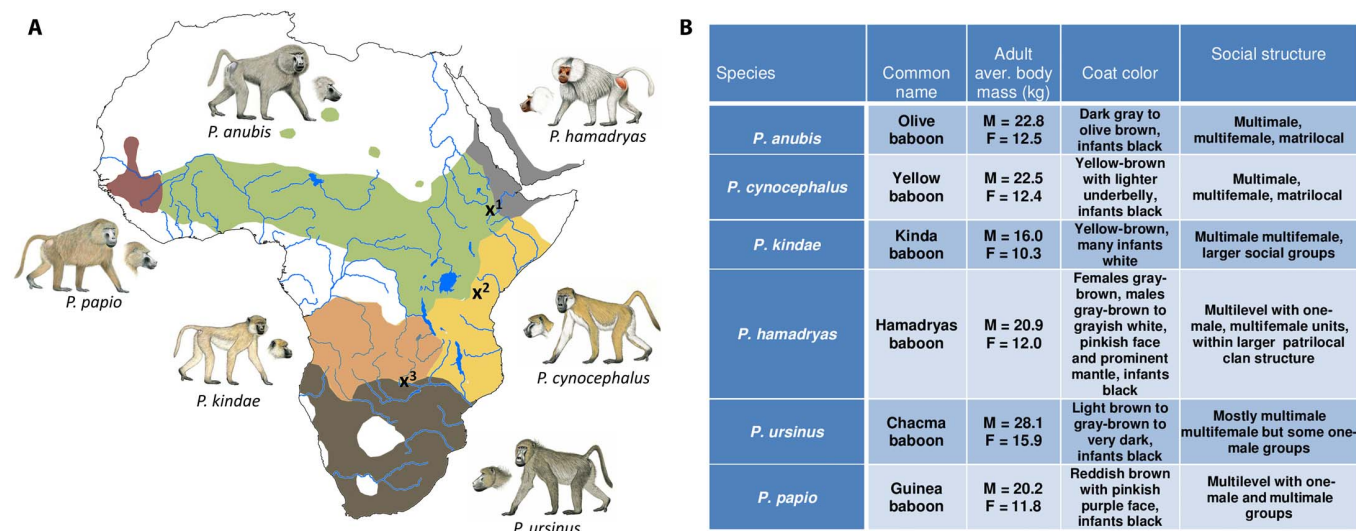 A
P. anubis
P. hamadryas
x1
P. papio
x2
P. kindae
x3
P. cynocephalus
P. ursinus
B
Species
Common
name
Adult
aver. body
mass (kg)
Coat color
Social structure
P. anubis
Olive
baboon
M = 22.8
F = 12.5
Dark gray to
olive brown,
infants black
Multimale,
multifemale, matrilocal
P. cynocephalus
Yellow
baboon
M = 22.5
F = 12.4
Yellow-brown
with lighter
underbelly,
infants black
Multimale,
multifemale, matrilocal
P. kindae
Kinda
baboon
M = 16.0
F = 10.3
Yellow-brown,
many infants
white
Multimale multifemale,
larger social groups
P. hamadryas
Hamadryas
baboon
M = 20.9
F = 12.0
Females gray-
brown, males
gray-brown to
grayish white,
pinkish face
and prominent
mantle, infants
black
Multilevel with one-
male, multifemale units,
within larger patrilocal
clan structure
P. ursinus
Chacma
baboon
M = 28.1
F = 15.9
Light brown to
gray-brown to
very dark,
infants black
Mostly multimale
multifemale but some one-
male groups
P. papio
Guinea
baboon
M = 20.2
F = 11.8
Reddish brown
with pinkish
purple face,
infants black
Multilevel with one-
male and multimale
groups